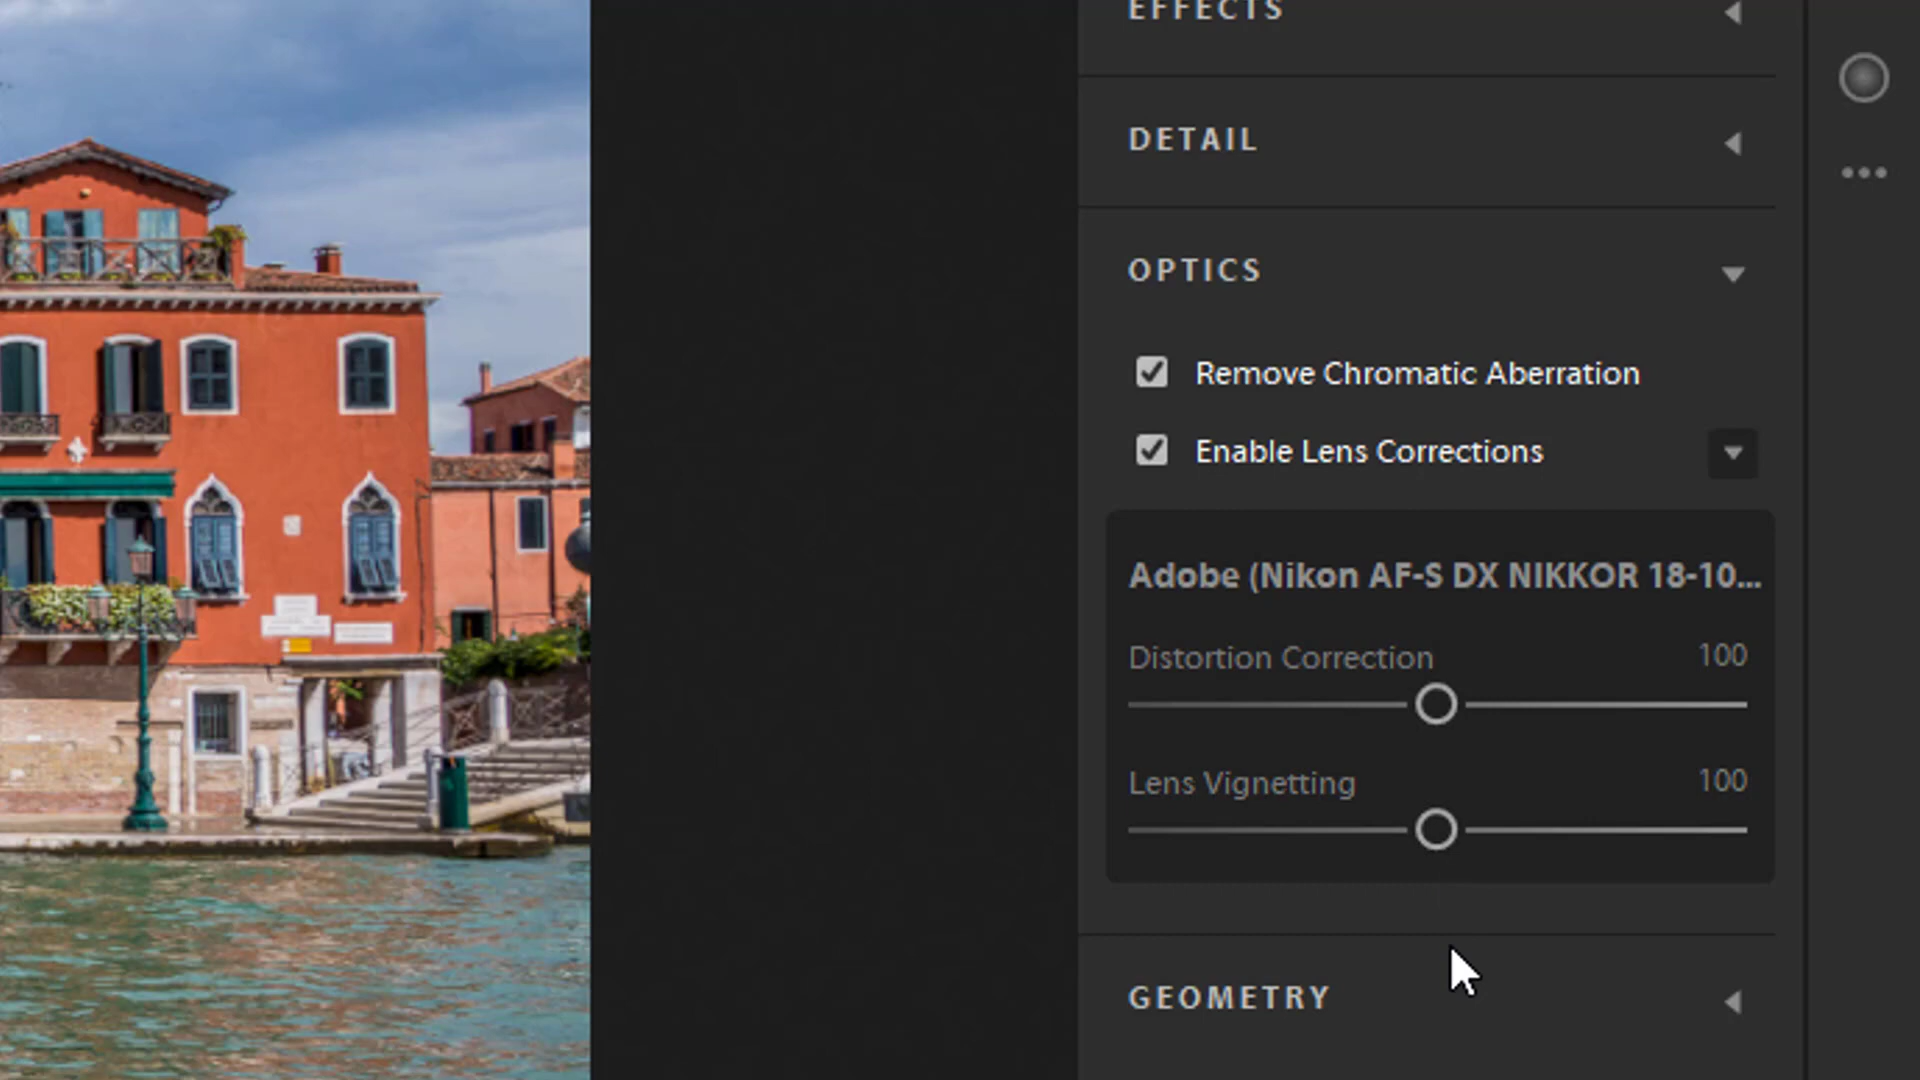 EFFECTS
DETAIL
OPTICS
Remove Chromatic Aberration
Enable Lens Corrections
Adobe (Nikon AF-S DX NIKKOR 18-10...
Distortion Correction 100
Lens Vignetting 100
GEOMETRY